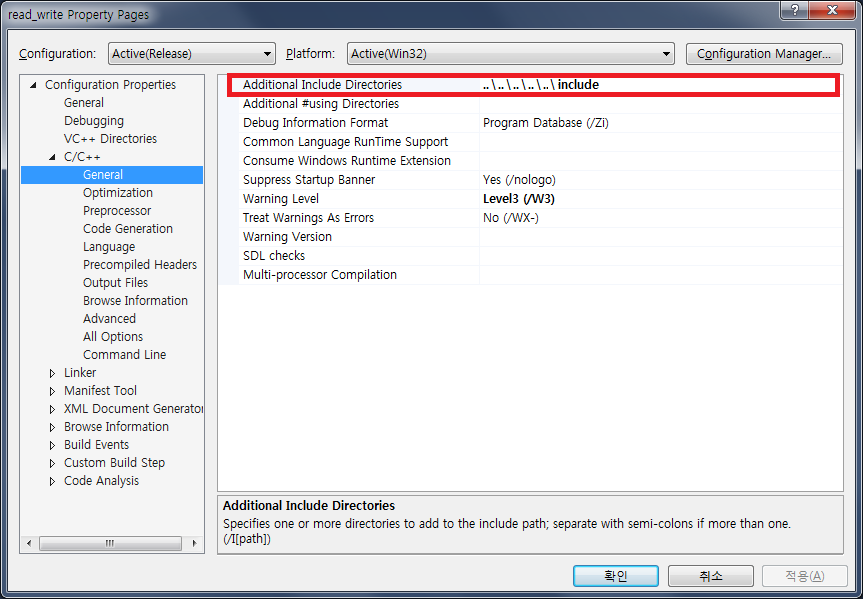 read_write Property Pages
Configuration: Active(Release) Platform: Active(Win32) Configuration Manager...
Configuration Properties
General
Debugging
VC++ Directories
C/C++
General
Optimization
Preprocessor
Code Generation
Language
Precompiled Headers
Output Files
Browse Information
Advanced
All Options
Command Line
Linker
Manifest Tool
XML Document Generator
Browse Information
Build Events
Custom Build Step
Code Analysis
Additional Include Directories ..\..\..\..\..\include
Additional #using Directories
Debug Information Format Program Database (/Zi)
Common Language RunTime Support
Consume Windows Runtime Extension
Suppress Startup Banner Yes (/nologo)
Warning Level Level3 (/W3)
Treat Warnings As Errors No (/WX-)
Warning Version
SDL checks
Multi-processor Compilation
Additional Include Directories
Specifies one or more directories to add to the include path; separate with semi-colons if more than one.
(/I[path])
확인 취소 적용(A)